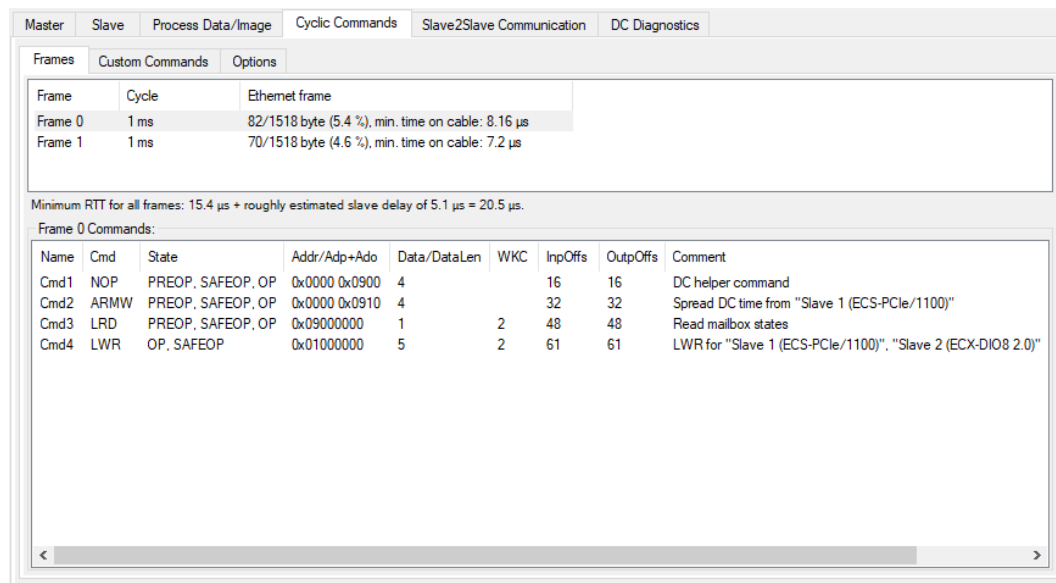 Master Slave Process Data/Image Cyclic Commands Slave2Slave Communication DC Diagnostics
Frames Custom Commands Options
Frame Cycle Ethernet frame
Frame 0 1 ms 82/1518 byte (5.4 %), min. time on cable: 8.16 µs
Frame 1 1 ms 70/1518 byte (4.6 %), min. time on cable: 7.2 µs
Minimum RTT for all frames: 15.4 µs + roughly estimated slave delay of 5.1 µs = 20.5 µs.
Frame 0 Commands:
Name Cmd State Addr/Adp+Ado Data/DataLen WKC InpOffs OutpOffs Comment
Cmd1 NOP PREOP, SAFEOP, OP 0x0000 0x0900 4 16 16 DC helper command
Cmd2 ARMW PREOP, SAFEOP, OP 0x0000 0x0910 4 32 32 Spread DC time from "Slave 1 (ECS-PCIe/1100)"
Cmd3 LRD PREOP, SAFEOP, OP 0x09000000 1 2 48 48 Read mailbox states
Cmd4 LWR OP, SAFEOP 0x01000000 5 2 61 61 LWR for "Slave 1 (ECS-PCIe/1100)", "Slave 2 (ECX-DIO8 2.0)"